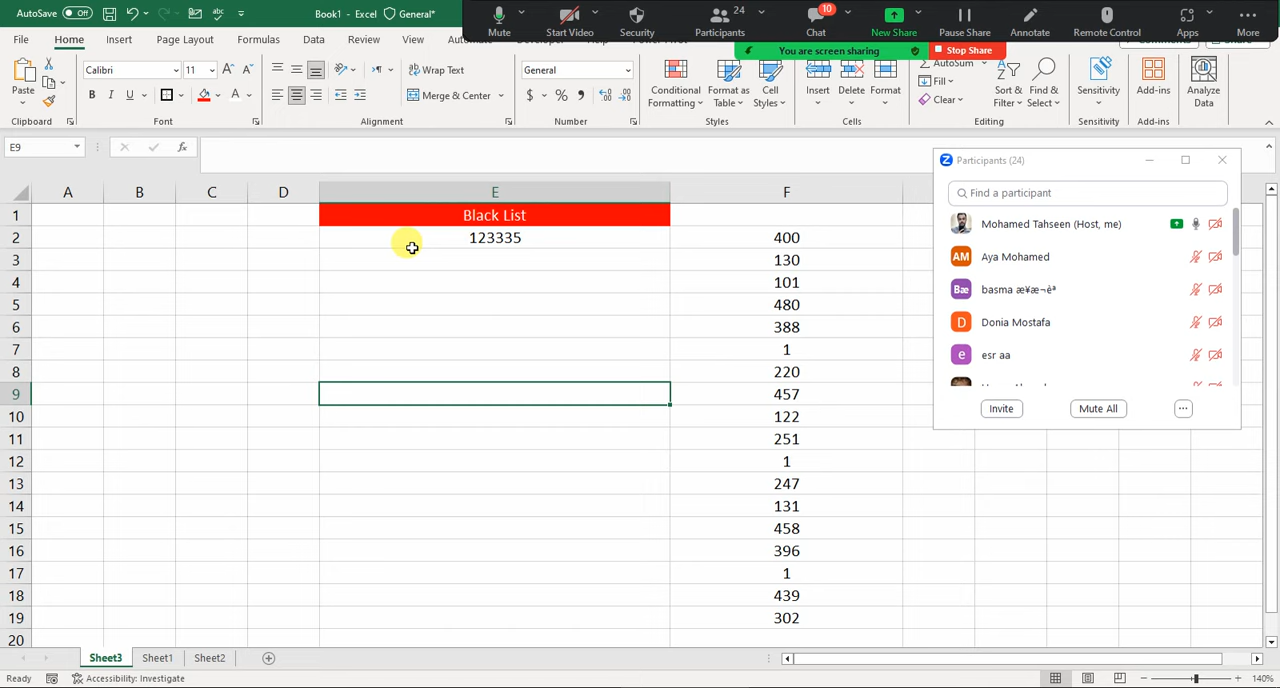 AutoSave Off
Book1 - Excel
General*
Mute
Start Video
Security
24
Participants
10
Chat
New Share
Pause Share
Annotate
Remote Control
Apps
More
You are screen sharing
Stop Share
File
Home
Insert
Page Layout
Formulas
Data
Review
View
Paste
Clipboard
Calibri
11
B
I
U
Font
Wrap Text
Merge & Center
Alignment
General
Number
Conditional
Formatting
Format as
Table
Cell
Styles
Styles
Insert
Delete
Format
Cells
AutoSum
Fill
Clear
Sort &
Filter
Find &
Select
Editing
Sensitivity
Sensitivity
Add-ins
Add-ins
Analyze
Data
E9
fx
A B C D E F
1 Black List
2 123335 400
3 130
4 101
5 480
6 388
7 1
8 220
9 457
10 122
11 251
12 1
13 247
14 131
15 458
16 396
17 1
18 439
19 302
20
Participants (24)
Find a participant
Mohamed Tahseen (Host, me)
AM Aya Mohamed
Bæ basma æ¥æ¬èª
D Donia Mostafa
e esr aa
Invite
Mute All
Sheet3
Sheet1
Sheet2
Ready
Accessibility: Investigate
140%